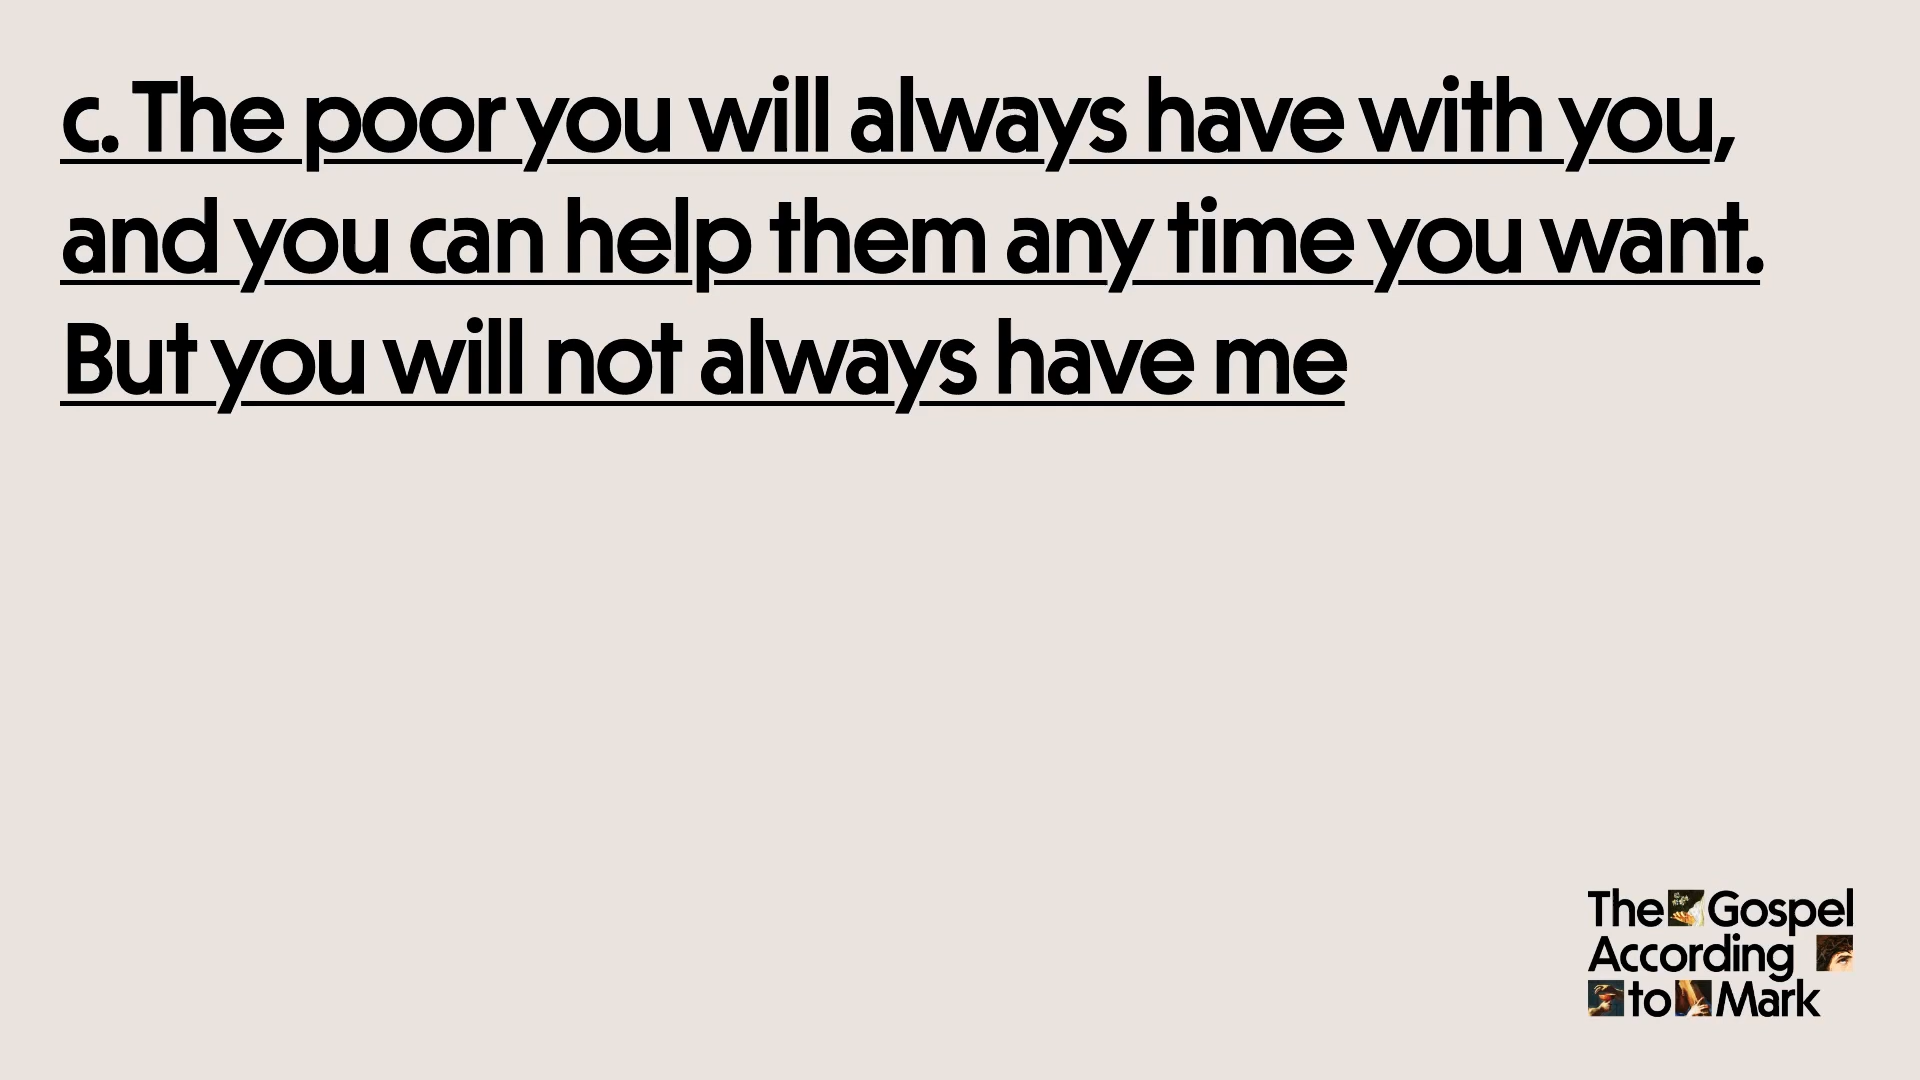 c. The poor you will always have with you,
and you can help them any time you want.
But you will not always have me
The Gospel
According
to Mark